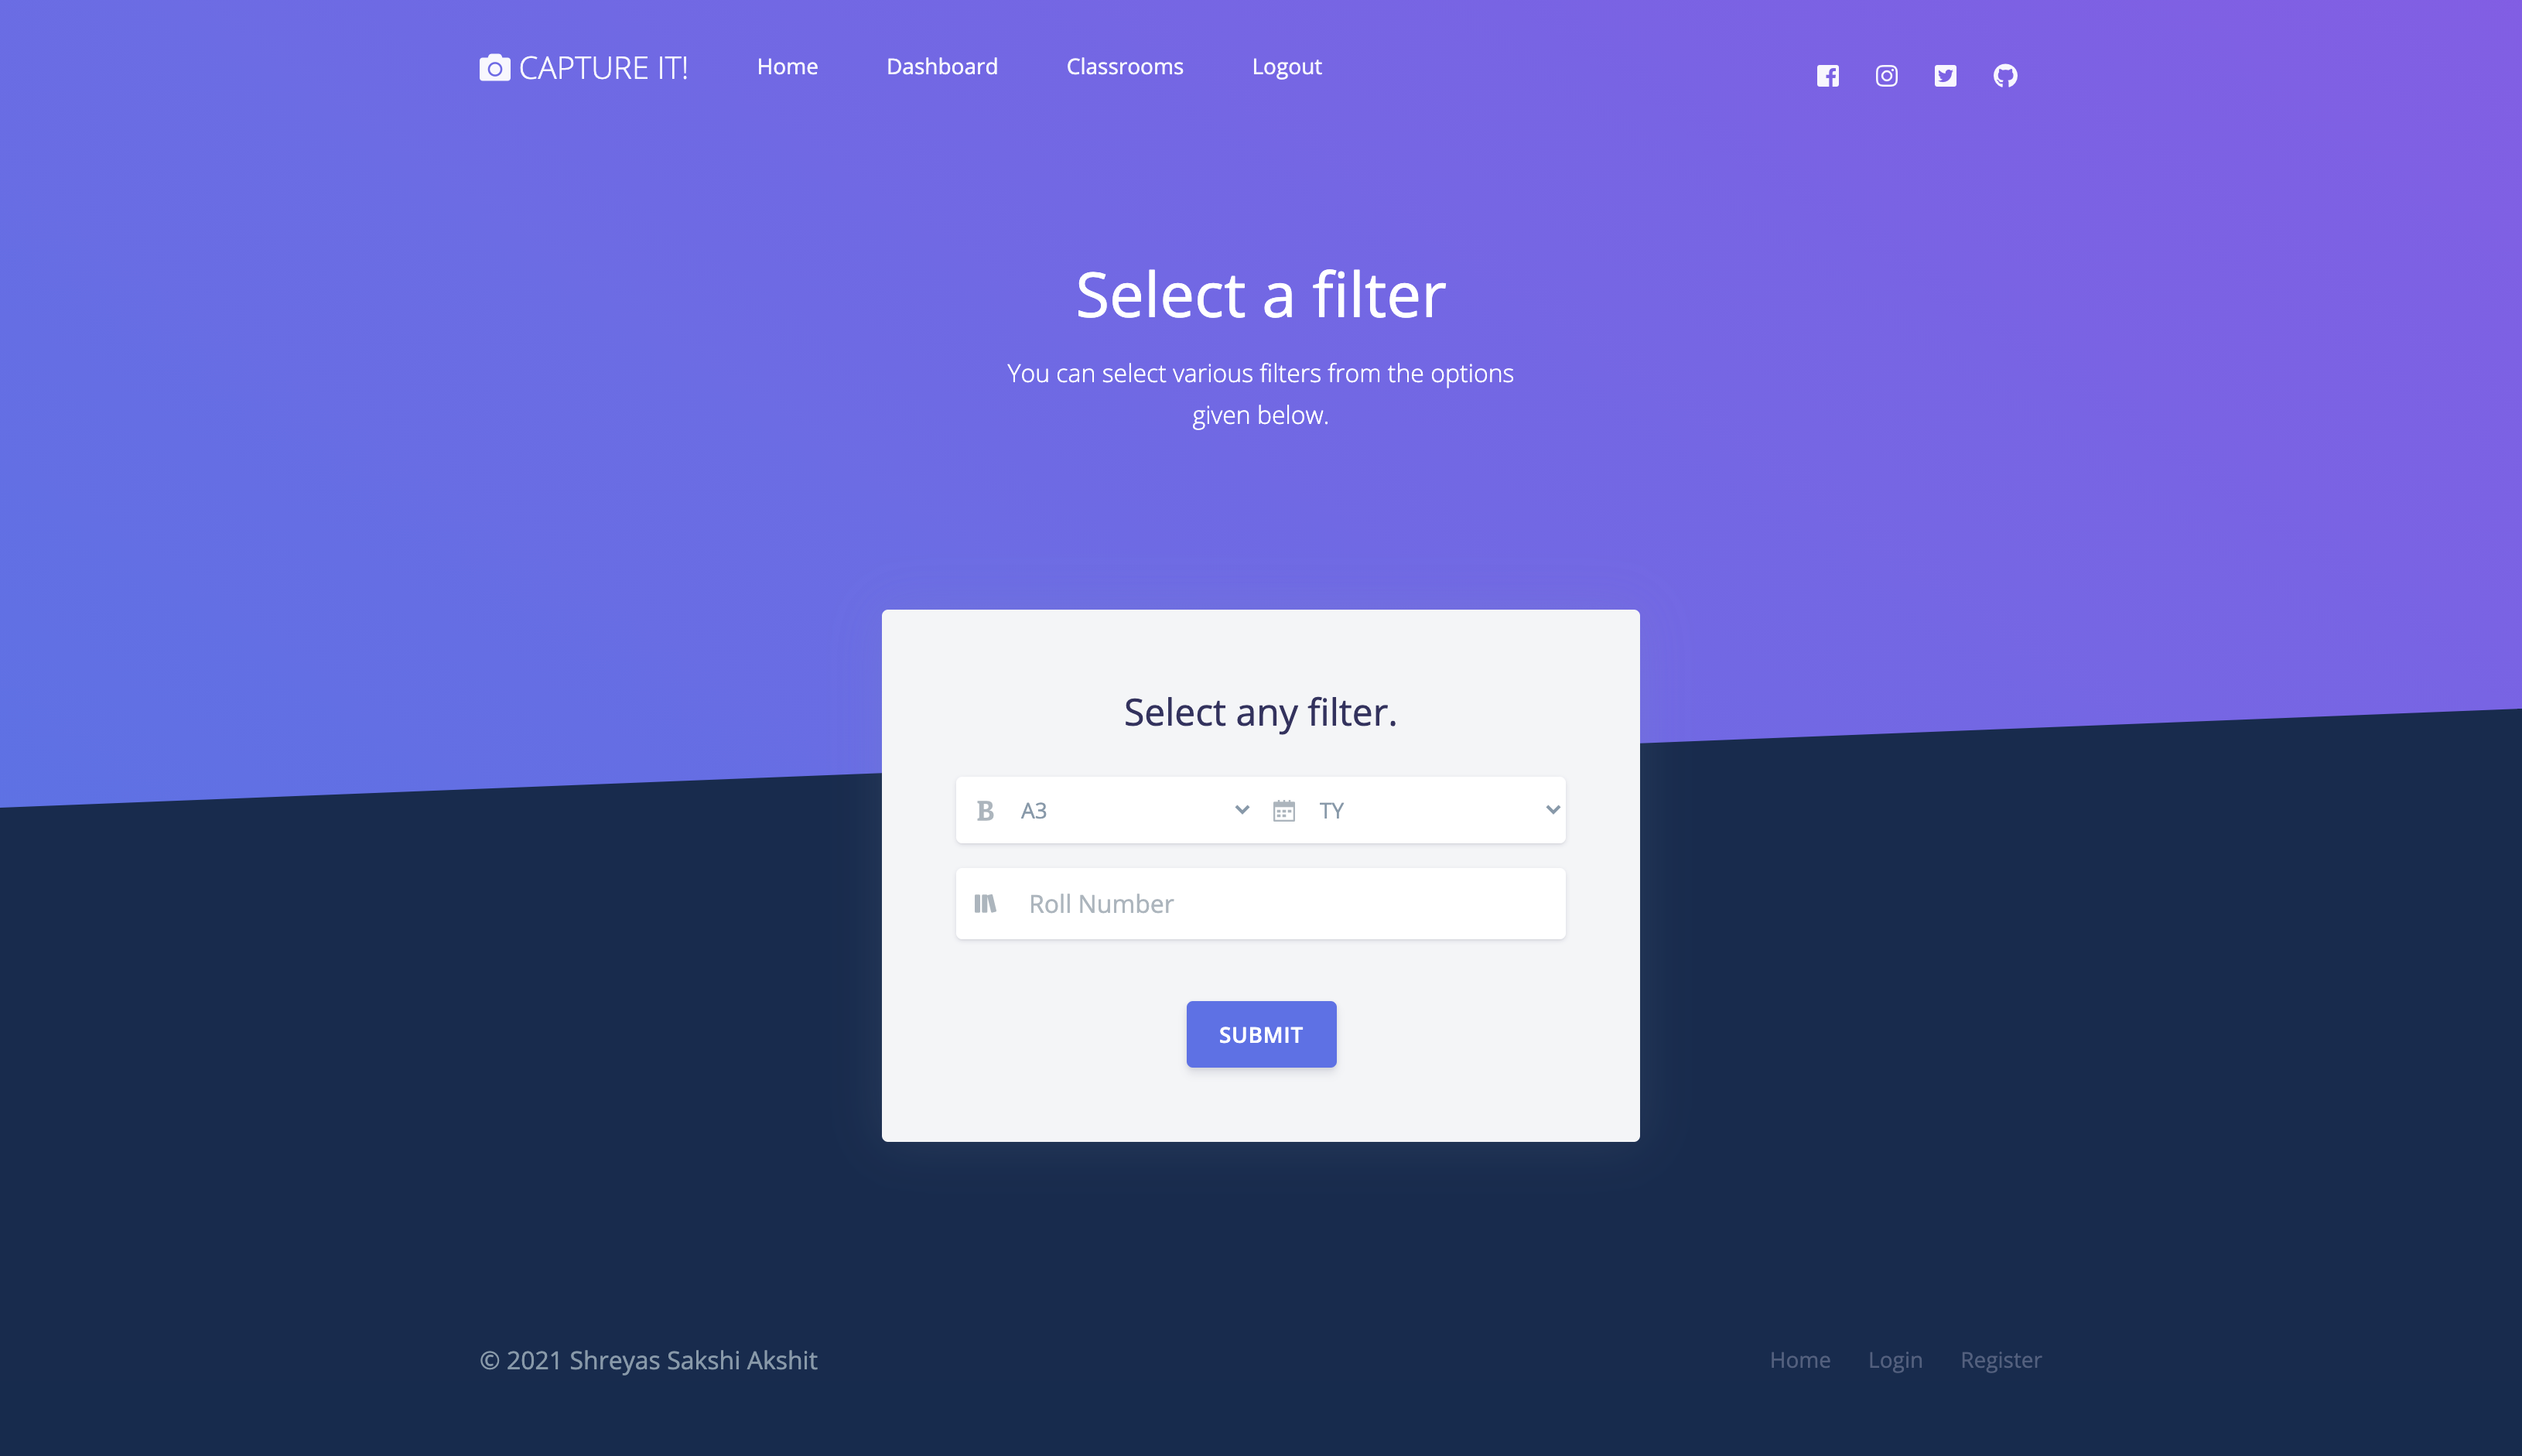 CAPTURE IT! Home Dashboard Classrooms Logout
Select a filter
You can select various filters from the options
given below.
Select any filter.
B A3 TY
Roll Number
SUBMIT
© 2021 Shreyas Sakshi Akshit Home Login Register